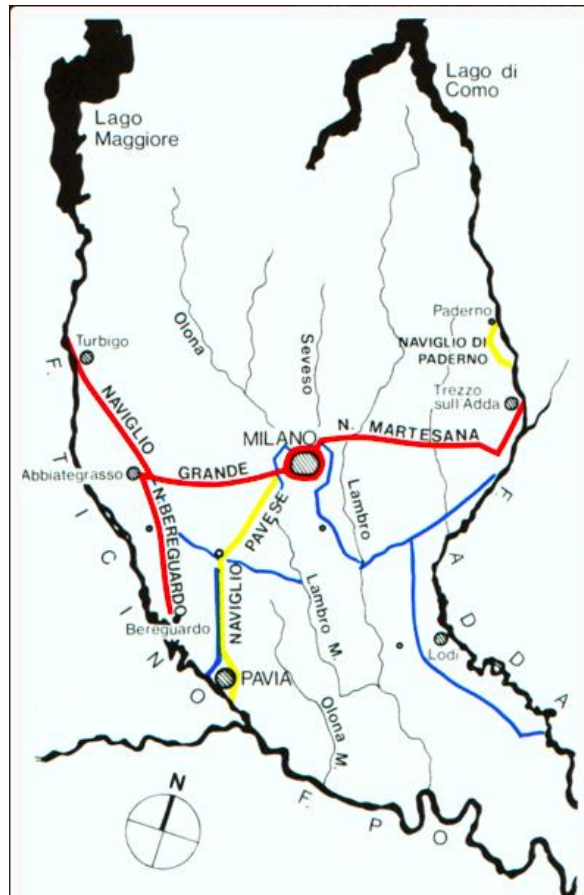 Lago
Maggiore
Lago di
Como
Olona
Seveso
Paderno
NAVIGLIO DI
PADERNO
Turbigo
Trezzo
sull'Adda
F. TICINO
NAVIGLIO
GRANDE
MILANO
N. MARTESANA
Abbiategrasso
N. BEREGUARDO
PAVESE
Lambro
F. ADDA
NAVIGLIO
Lambro M.
Bereguardo
Lodi
PAVIA
Olona M.
F. PO
N